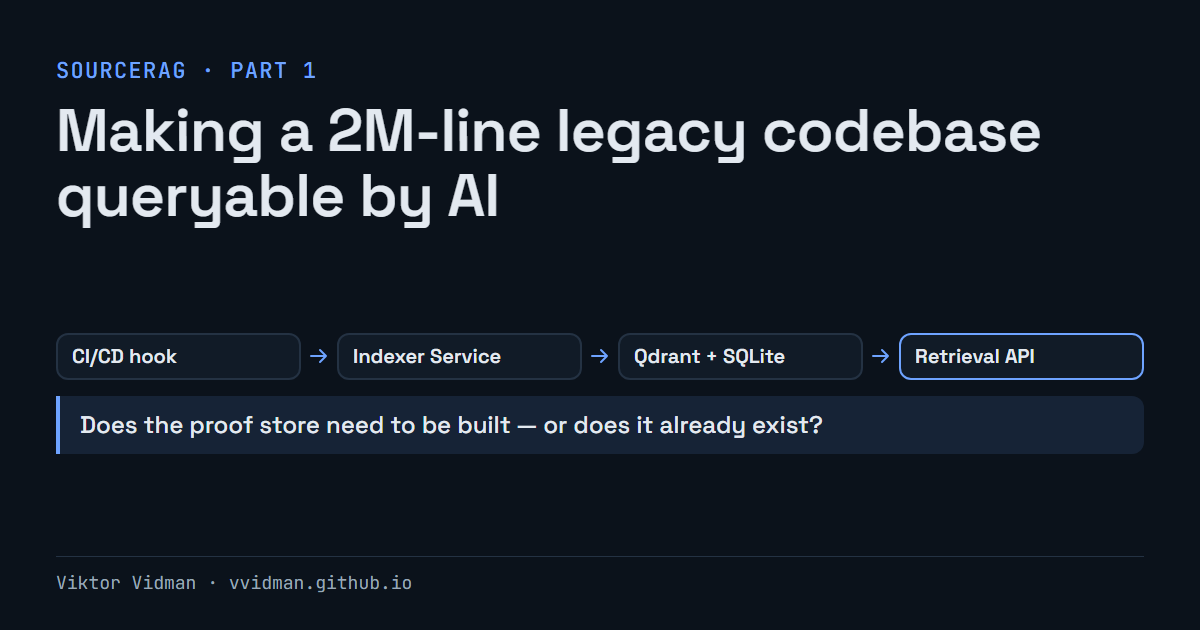 SOURCERAG · PART 1
Making a 2M-line legacy codebase
queryable by AI
CI/CD hook → Indexer Service → Qdrant + SQLite → Retrieval API
Does the proof store need to be built — or does it already exist?
Viktor Vidman · vvidman.github.io